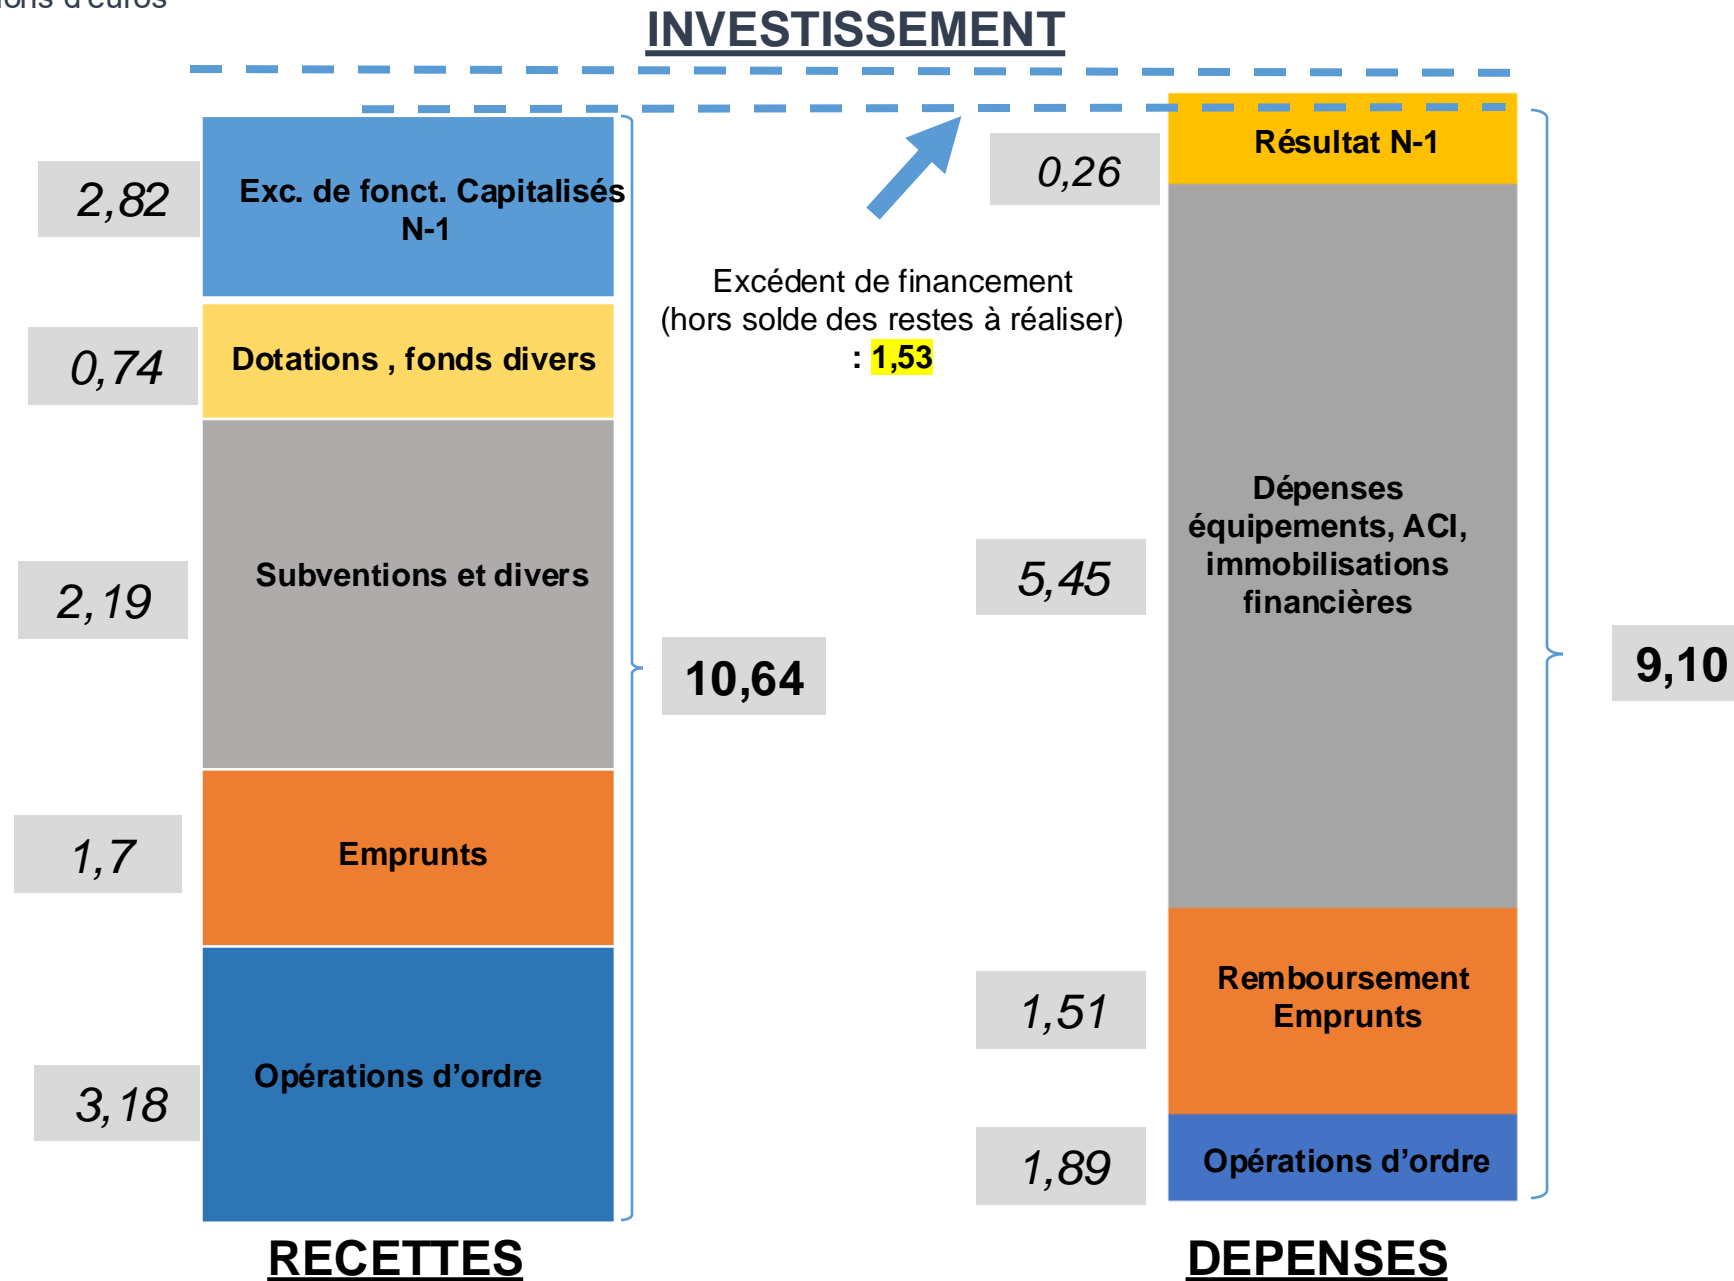 d'euros
INVESTISSEMENT
2,82
Exc. de fonct. Capitalisés
N-1
0,74
Dotations , fonds divers
2,19
Subventions et divers
1,7
Emprunts
3,18
Opérations d’ordre
10,64
RECETTES
Excédent de financement
(hors solde des restes à réaliser)
: 1,53
0,26
Résultat N-1
5,45
Dépenses
équipements, ACI,
immobilisations
financières
1,51
Remboursement
Emprunts
1,89
Opérations d’ordre
9,10
DEPENSES